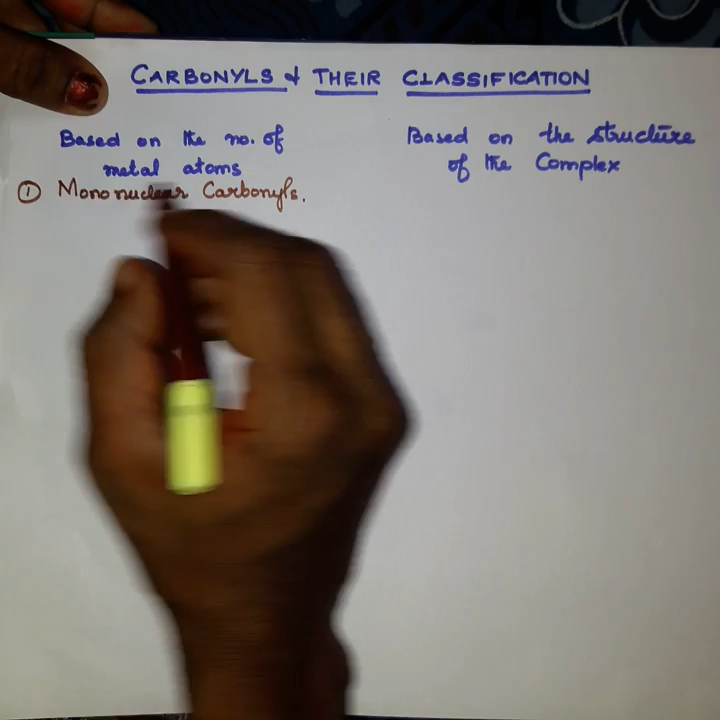 CARBONYLS & THEIR CLASSIFICATION
Based on the no. of
metal atoms
① Mononuclear Carbonyls.
Based on the structure
of the Complex